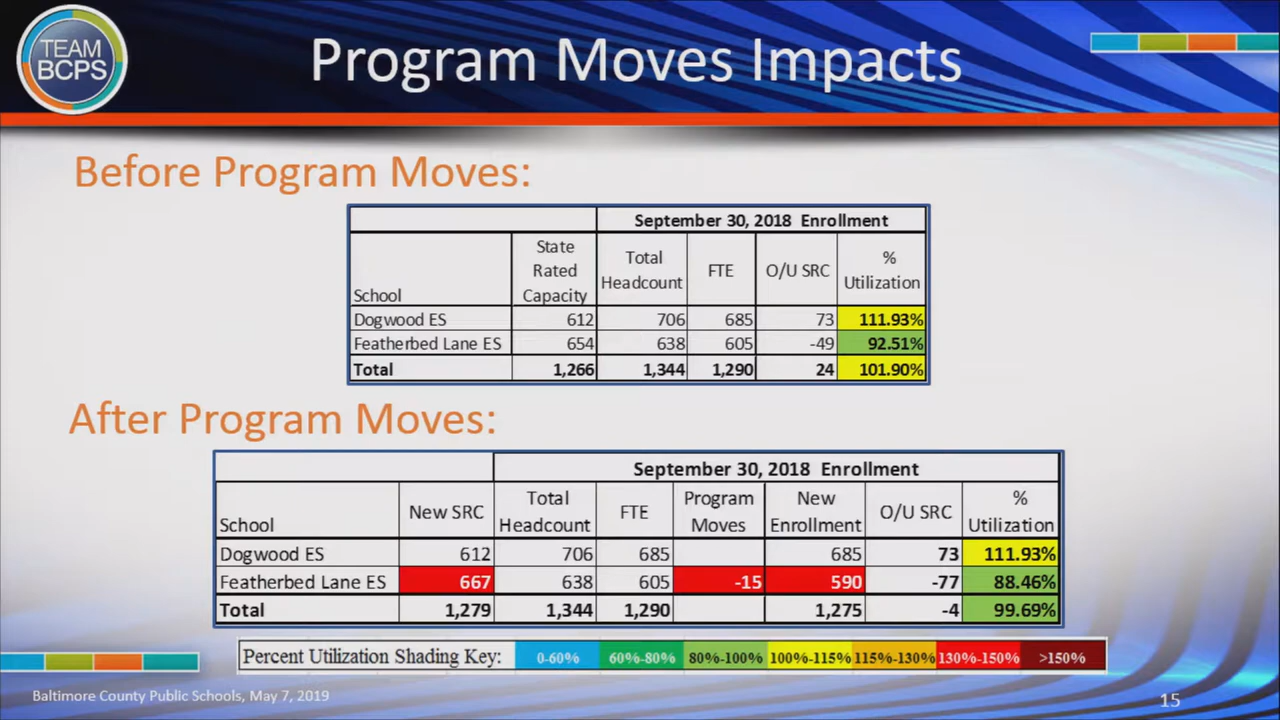 TEAM
BCPS
Program Moves Impacts
Before Program Moves:
September 30, 2018 Enrollment
School State Rated Capacity Total Headcount FTE O/U SRC % Utilization
Dogwood ES 612 706 685 73 111.93%
Featherbed Lane ES 654 638 605 -49 92.51%
Total 1,266 1,344 1,290 24 101.90%
After Program Moves:
September 30, 2018 Enrollment
School New SRC Total Headcount FTE Program Moves New Enrollment O/U SRC % Utilization
Dogwood ES 612 706 685 685 73 111.93%
Featherbed Lane ES 667 638 605 -15 590 -77 88.46%
Total 1,279 1,344 1,290 1,275 -4 99.69%
Percent Utilization Shading Key: 0-60% 60%-80% 80%-100% 100%-115% 115%-130% 130%-150% >150%
Baltimore County Public Schools, May 7, 2019
15